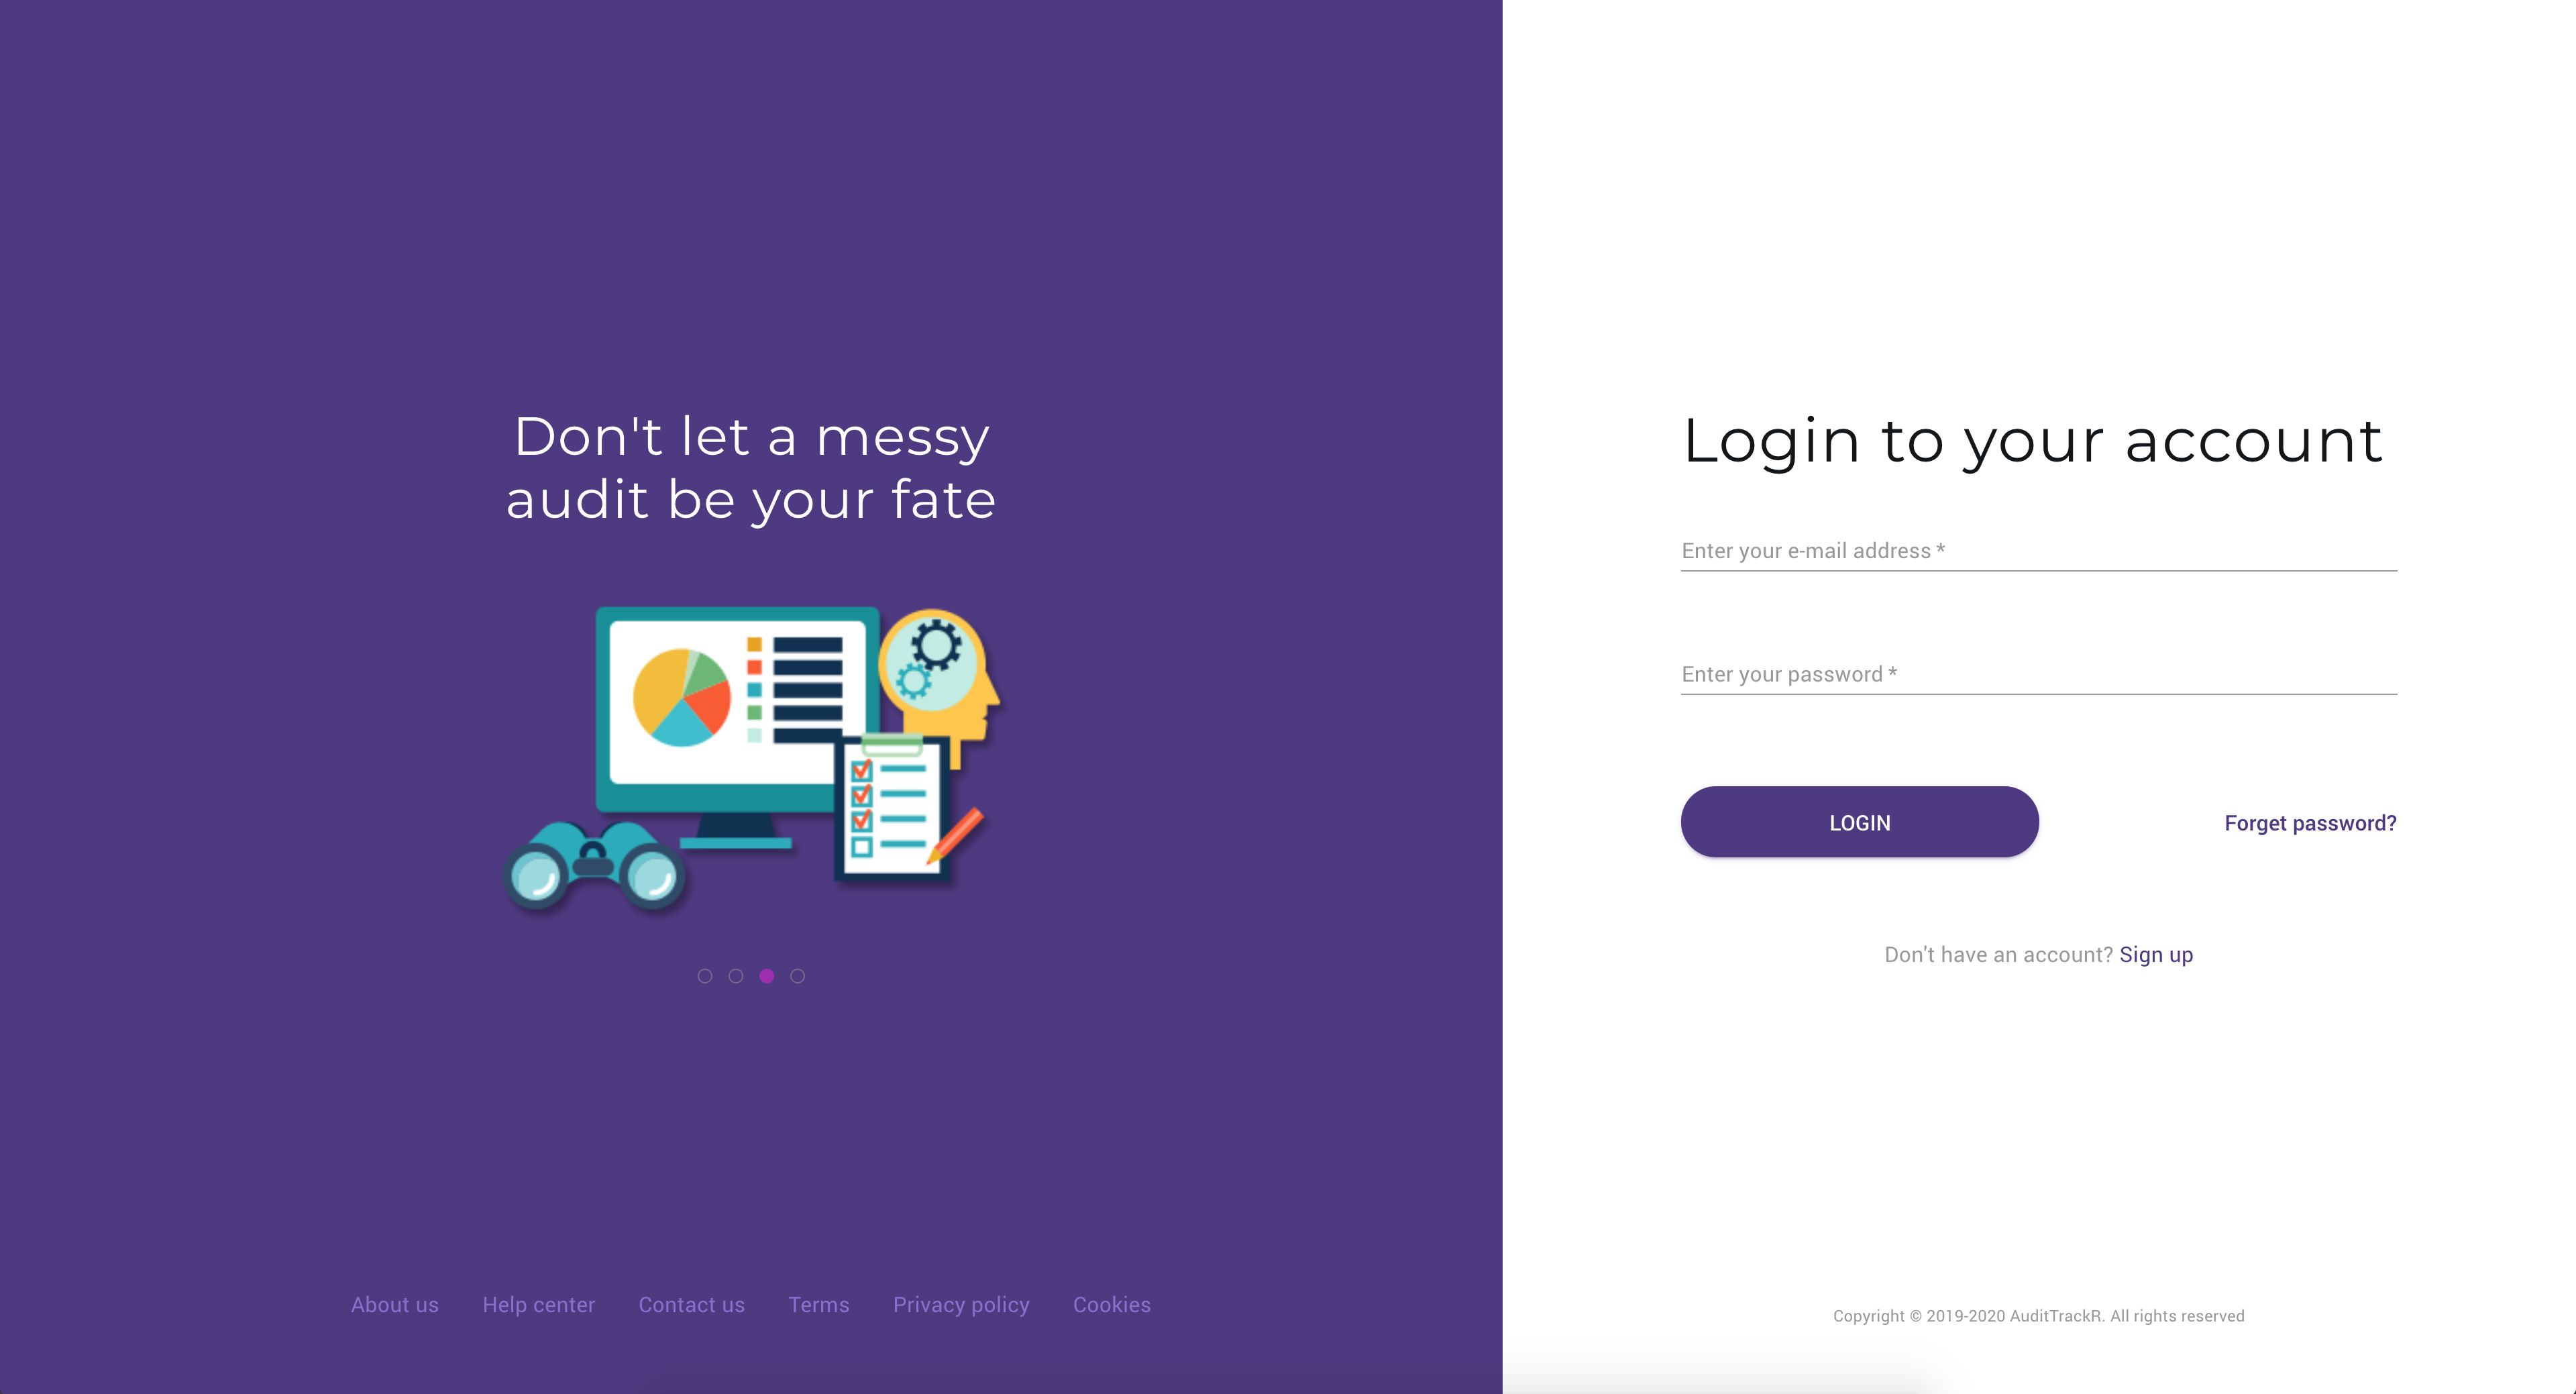 Don't let a messy
audit be your fate
About us Help center Contact us Terms Privacy policy Cookies
Login to your account
Enter your e-mail address *
Enter your password *
LOGIN Forget password?
Don't have an account? Sign up
Copyright © 2019-2020 AuditTrackR. All rights reserved